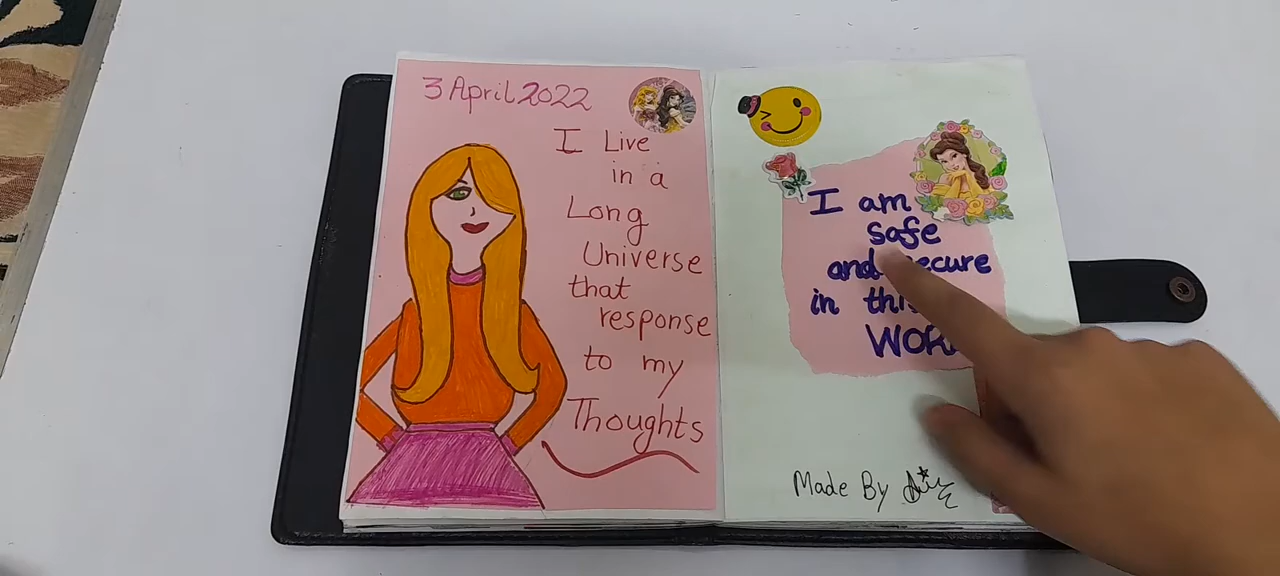 3 April 2022
I Live
in a
Long
Universe
that
response
to my
Thoughts
I am
safe
and
in
Made By